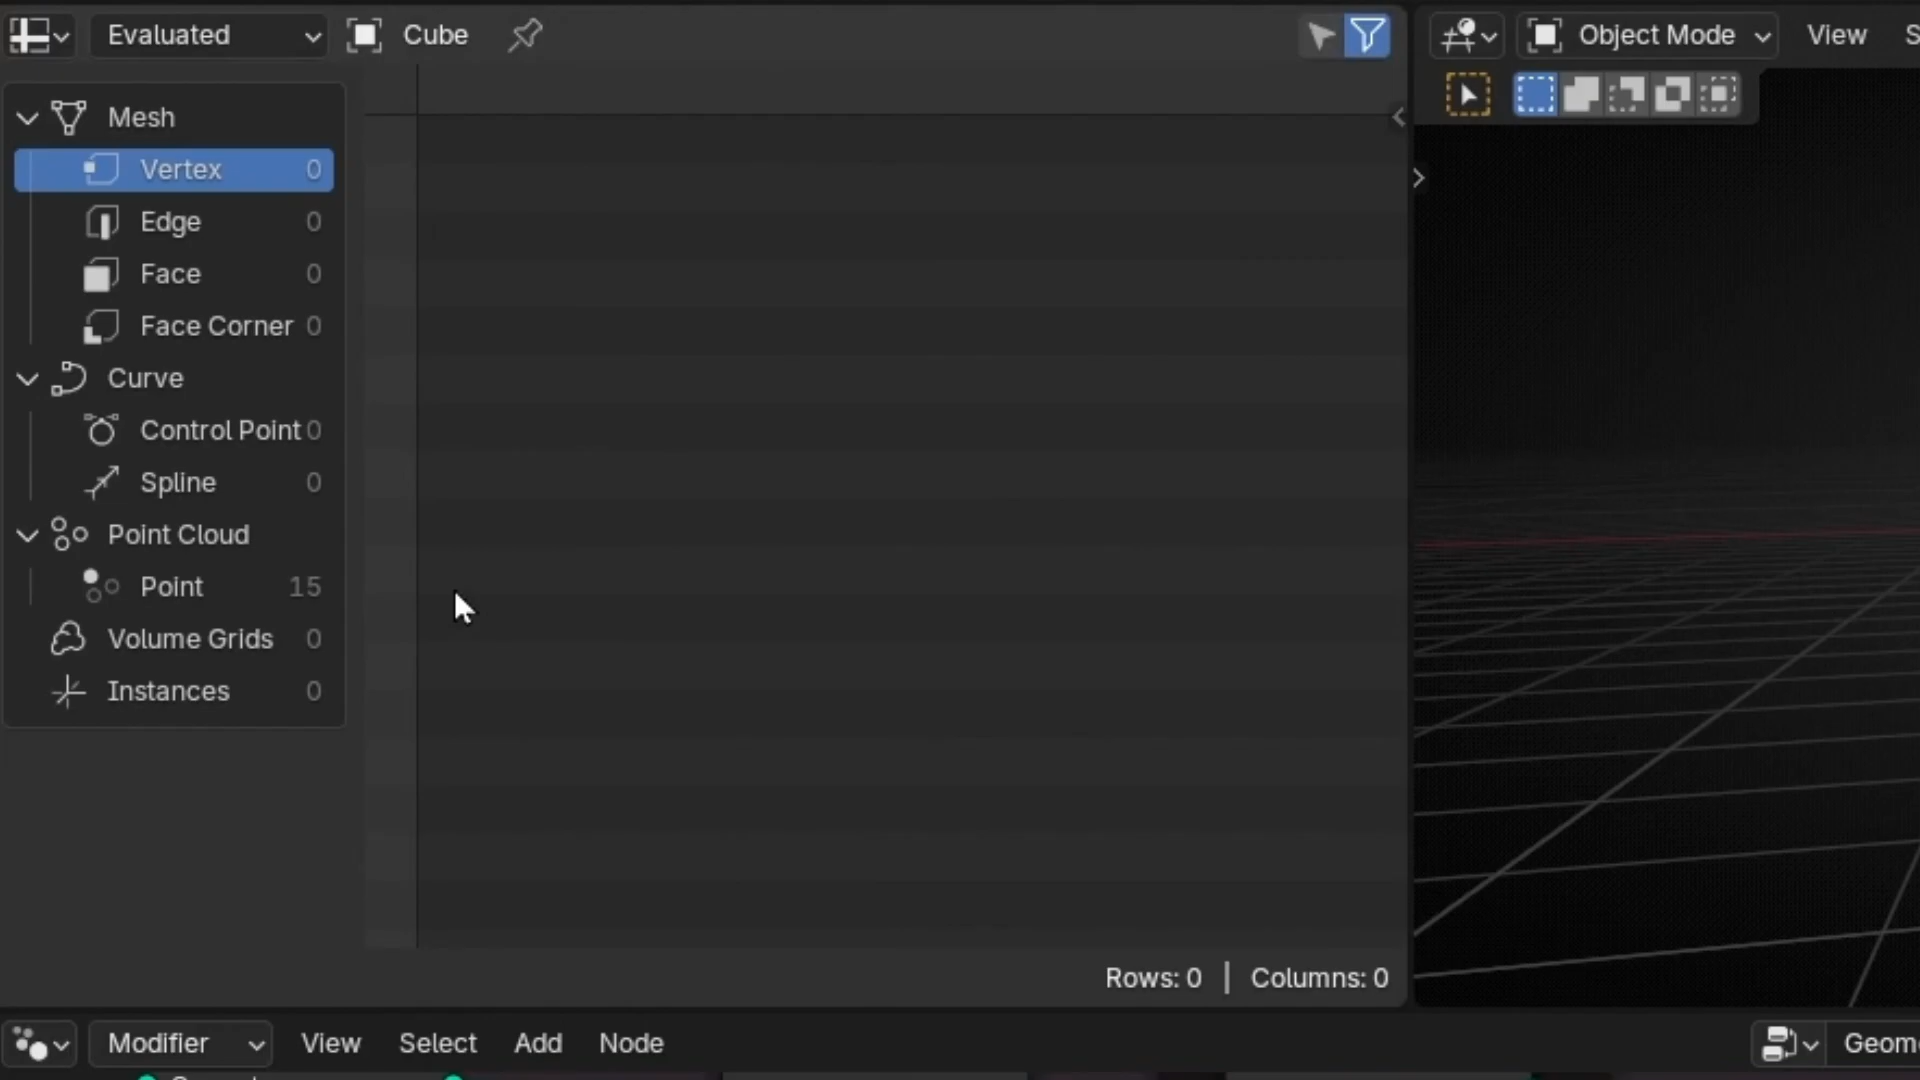 Evaluated Cube
Object Mode View
Mesh
Vertex 0
Edge 0
Face 0
Face Corner 0
Curve
Control Point 0
Spline 0
Point Cloud
Point 15
Volume Grids 0
Instances 0
Rows: 0 | Columns: 0
Modifier View Select Add Node